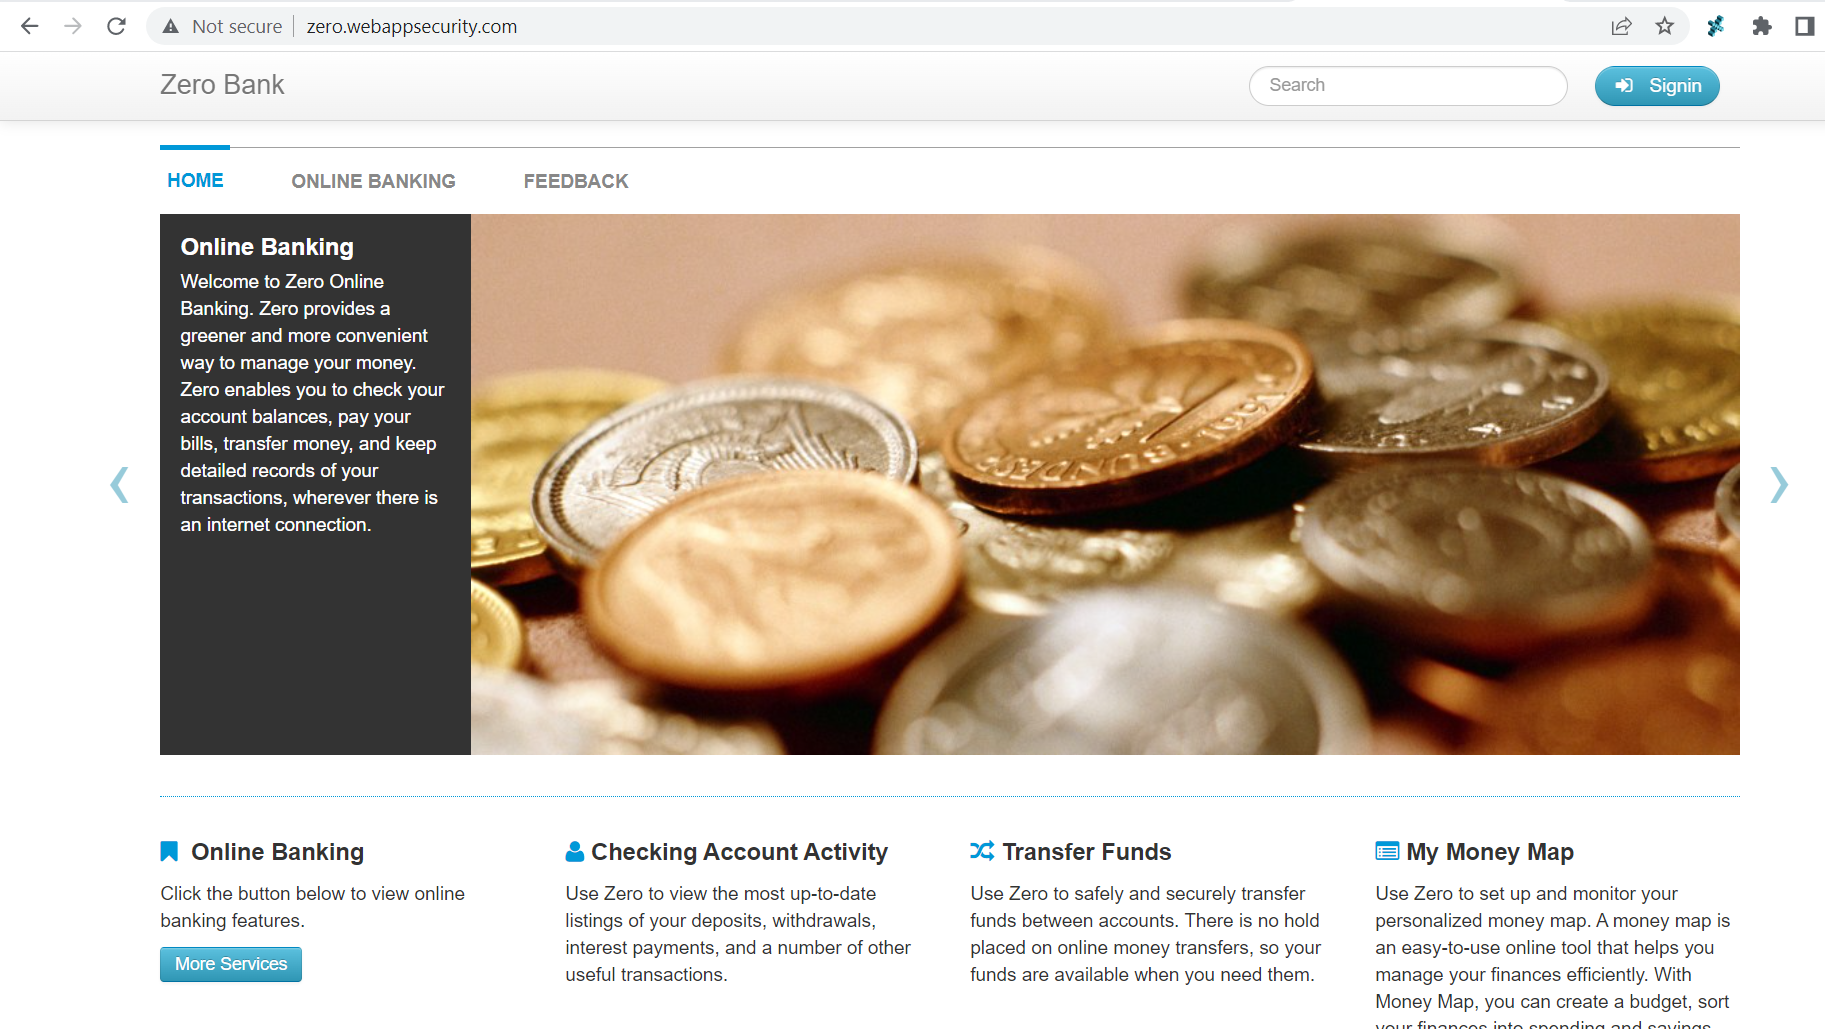 Not secure
zero.webappsecurity.com
Zero Bank
Search
Signin
HOME
ONLINE BANKING
FEEDBACK
Online Banking
Welcome to Zero Online
Banking. Zero provides a
greener and more convenient
way to manage your money.
Zero enables you to check your
account balances, pay your
bills, transfer money, and keep
detailed records of your
transactions, wherever there is
an internet connection.
Online Banking
Click the button below to view online
banking features.
More Services
Checking Account Activity
Use Zero to view the most up-to-date
listings of your deposits, withdrawals,
interest payments, and a number of other
useful transactions.
Transfer Funds
Use Zero to safely and securely transfer
funds between accounts. There is no hold
placed on online money transfers, so your
funds are available when you need them.
My Money Map
Use Zero to set up and monitor your
personalized money map. A money map is
an easy-to-use online tool that helps you
manage your finances efficiently. With
Money Map, you can create a budget, sort
your finances into spending and savings